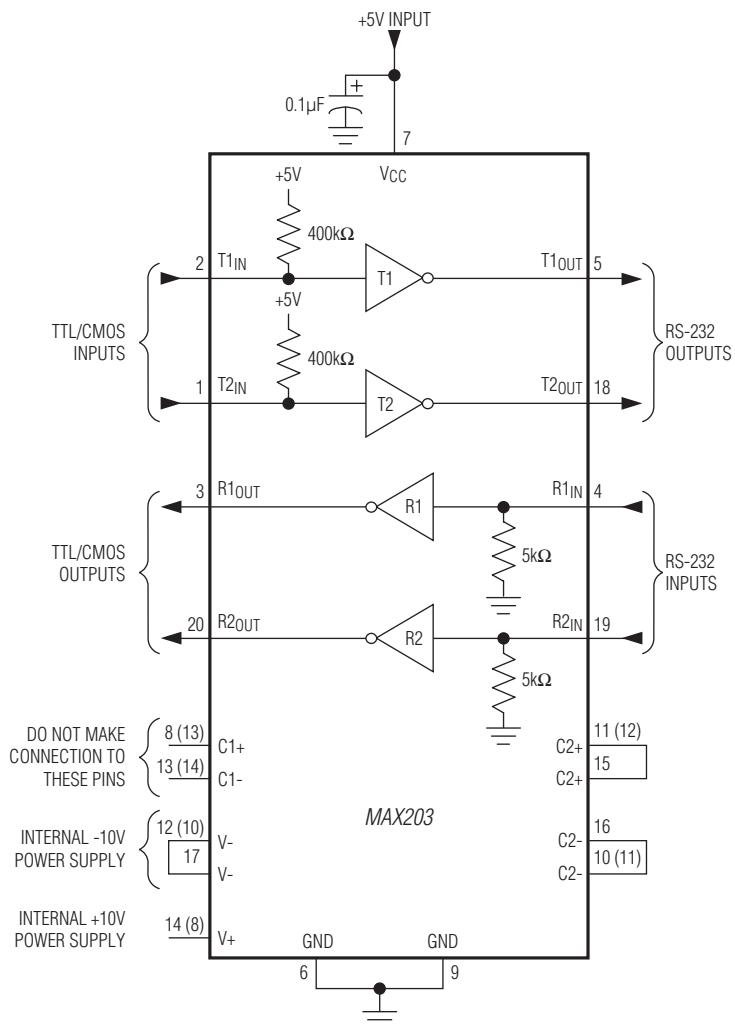 +5V INPUT
0.1µF
+
7
VCC
+5V
400kΩ
2
T1IN
T1
T1OUT
5
+5V
400kΩ
TTL/CMOS
INPUTS
RS-232
OUTPUTS
1
T2IN
T2
T2OUT
18
3
R1OUT
R1
R1IN
4
5kΩ
TTL/CMOS
OUTPUTS
RS-232
INPUTS
20
R2OUT
R2
R2IN
19
5kΩ
DO NOT MAKE
CONNECTION TO
THESE PINS
8 (13)
C1+
13 (14)
C1-
11 (12)
C2+
15
C2+
MAX203
INTERNAL -10V
POWER SUPPLY
12 (10)
V-
17
V-
16
C2-
10 (11)
C2-
INTERNAL +10V
POWER SUPPLY
14 (8)
V+
GND
GND
6
9